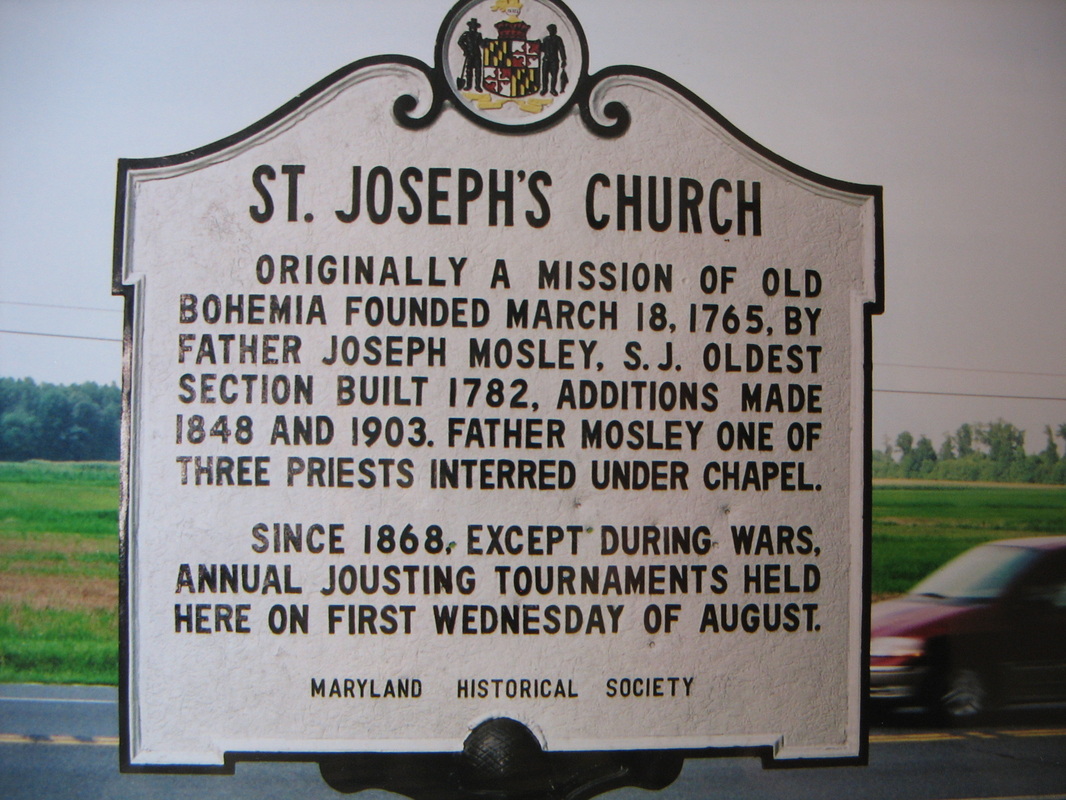 ST. JOSEPH'S CHURCH
ORIGINALLY A MISSION OF OLD
BOHEMIA FOUNDED MARCH 18, 1765, BY
FATHER JOSEPH MOSLEY, S.J. OLDEST
SECTION BUILT 1782, ADDITIONS MADE
1848 AND 1903. FATHER MOSLEY ONE OF
THREE PRIESTS INTERRED UNDER CHAPEL.
SINCE 1868, EXCEPT DURING WARS,
ANNUAL JOUSTING TOURNAMENTS HELD
HERE ON FIRST WEDNESDAY OF AUGUST.
MARYLAND HISTORICAL SOCIETY